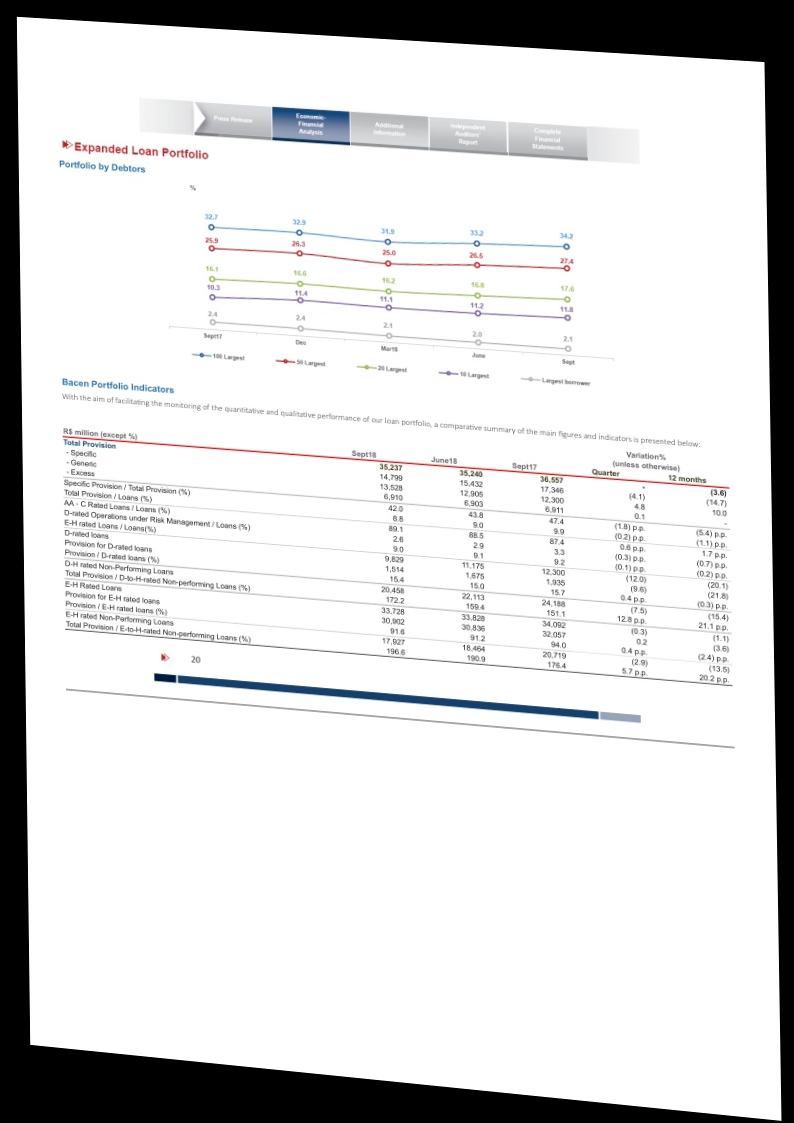 Press Release
Economic-Financial Analysis
Additional Information
Independent Auditors' Report
Complete Financial Statements
Expanded Loan Portfolio
Portfolio by Debtors
%
32.7 32.9 31.9 33.2 34.2
25.9 26.3 25.0 26.5 27.4
16.1 16.6 16.2 16.8 17.6
10.3 11.4 11.1 11.2 11.8
2.4 2.4 2.1 2.0 2.1
Sept17 Dec Mar18 June Sept
100 Largest 50 Largest 20 Largest 10 Largest Largest borrower
Bacen Portfolio Indicators
With the aim of facilitating the monitoring of the quantitative and qualitative performance of our loan portfolio, a comparative summary of the main figures and indicators is presented below:
Variation%
(unless otherwise)
R$ million (except %) Sept18 June18 Sept17 Quarter 12 months
Total Provision 35,237 35,240 36,557 - (3.6)
- Specific 14,799 15,432 17,346 (4.1) (14.7)
- Generic 13,528 12,905 12,300 4.8 10.0
- Excess 6,910 6,903 6,911 0.1 -
Specific Provision / Total Provision (%) 42.0 43.8 47.4 (1.8) p.p. (5.4) p.p.
Total Provision / Loans (%) 8.8 9.0 9.9 (0.2) p.p. (1.1) p.p.
AA - C Rated Loans / Loans (%) 89.1 88.5 87.4 0.6 p.p. 1.7 p.p.
D-rated Operations under Risk Management / Loans (%) 2.6 2.9 3.3 (0.3) p.p. (0.7) p.p.
E-H rated Loans / Loans(%) 9.0 9.1 9.2 (0.1) p.p. (0.2) p.p.
D-rated loans 9,829 11,175 12,300 (12.0) (20.1)
Provision for D-rated loans 1,514 1,675 1,935 (9.6) (21.8)
Provision / D-rated loans (%) 15.4 15.0 15.7 0.4 p.p. (0.3) p.p.
D-H rated Non-Performing Loans 20,458 22,113 24,188 (7.5) (15.4)
Total Provision / D-to-H-rated Non-performing Loans (%) 172.2 159.4 151.1 12.8 p.p. 21.1 p.p.
E-H Rated Loans 33,728 33,828 34,092 (0.3) (1.1)
Provision for E-H rated loans 30,902 30,836 32,057 0.2 (3.6)
Provision / E-H rated loans (%) 91.6 91.2 94.0 0.4 p.p. (2.4) p.p.
E-H rated Non-Performing Loans 17,927 18,464 20,719 (2.9) (13.5)
Total Provision / E-to-H-rated Non-performing Loans (%) 196.6 190.9 176.4 5.7 p.p. 20.2 p.p.
20